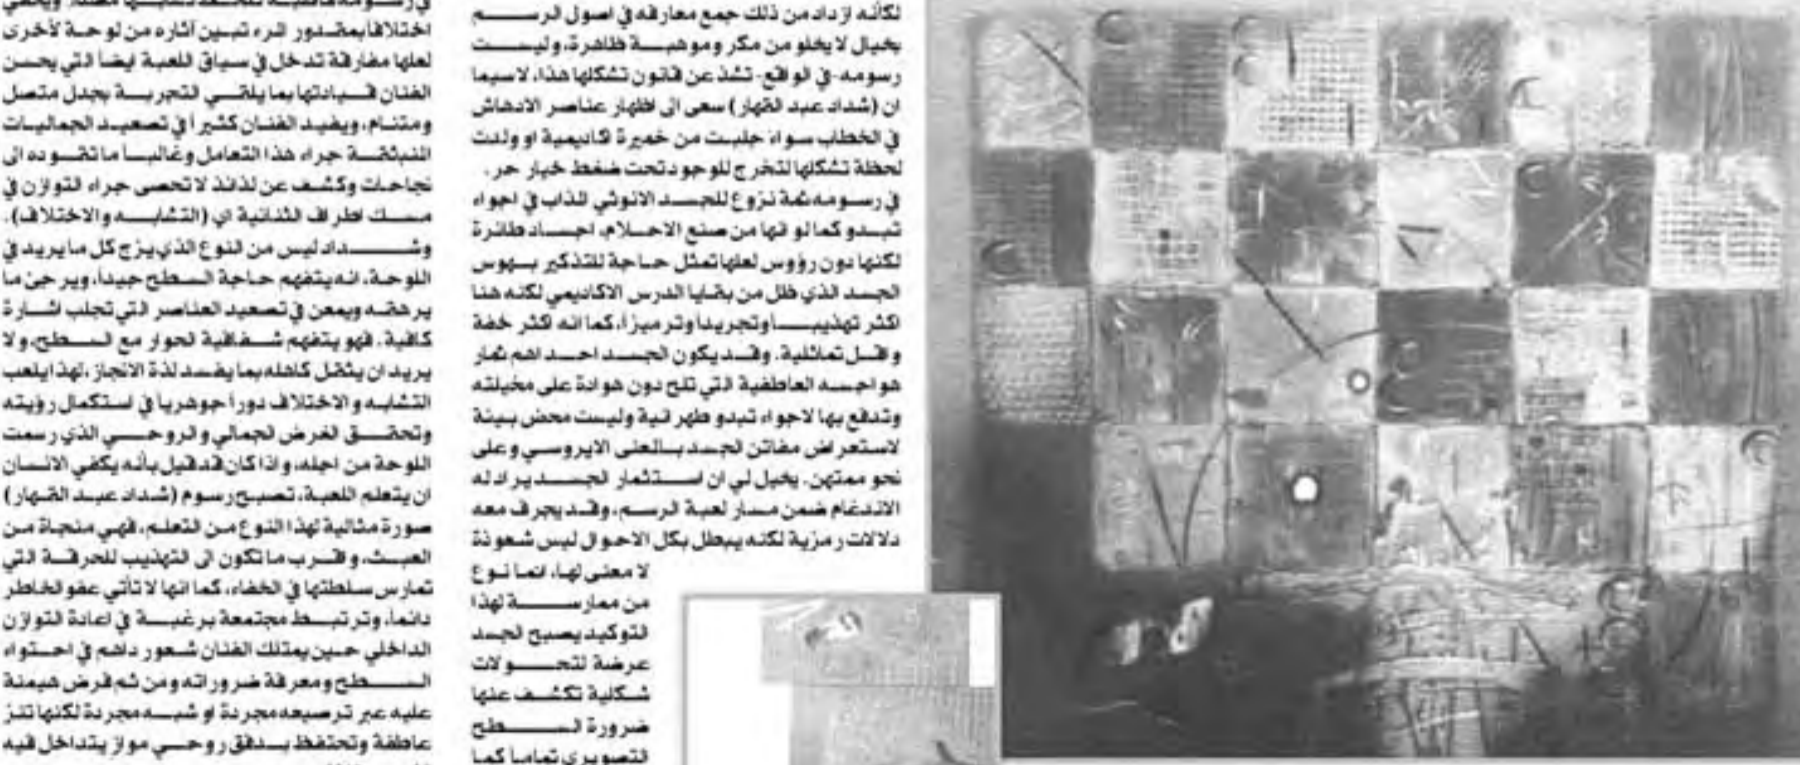 لكأنه ازداد من ذلك جمع معارفه في اصول الرسم
بخيال لا يخلو من مكر وموهبة ظاهرة، وليست
رسومه -في الواقع- تشذ عن قانون تشكلها هذا، لاسيما
ان (شداد عبد القهار) سعى الى اظهار عناصر الادهاش
في الخطاب سواء جلبت من خميرة اكاديمية او ولدت
لحظة تشكلها لتخرج للوجود تحت ضغط خيار حر.
في رسومه ثمة نزوع للجسد الانوثي المذاب في اجواء
تبدو كما لو انها من صنع الاحلام، اجساد طائرة
لكنها دون رؤوس لعلها تمثل حاجة للتذكير بهوس
الجسد الذي ظل من بقايا الدرس الاكاديمي لكنه هنا
اكثر تهذيبا وتجريدا وترميزا، كما انه اكثر خفة
واقل تماثلية. وقد يكون الجسد احد اهم ثمار
هواجسه العاطفية التي تلح دون هوادة على مخيلته
وتدفع بها لاجواء تبدو طهرانية وليست محض بينة
لاستعراض مفاتن الجسد بالمعنى الايروسي وعلى
نحو ممتهن. يخيل لي ان استثمار الجسد يراد له
الاندغام ضمن مسار لعبة الرسم، وقد يجرف معه
دلالات رمزية لكنه يبطل بكل الاحوال ليس شعوذة
لا معنى لها، انما نوع
من ممارسة لهذا
التوكيد يصبح الجسد
عرضة لتحولات
شكلية تكشف عنها
ضرورة السطح
التصويري تماما كما
اختلافا بمقدور المرء تبين آثاره من لوحة لأخرى
لعلها مفارقة تدخل في سياق اللعبة ايضا التي يحسن
الفنان قيادتها بما يلقي التجربة بجدل متصل
ومتنام، ويفيد الفنان كثيرا في تصعيد الجماليات
المنبثقة جراء هذا التعامل وغالبا ما تقوده الى
نجاحات وكشف عن لذائذ لا تحصى جراء التوازن في
مسك اطراف الثنائية اي (التشابه والاختلاف).
وشداد ليس من النوع الذي يزج كل ما يريد في
اللوحة، انه يتفهم حاجة السطح جيدا، ويرجئ ما
يرهقه ويمعن في تصعيد العناصر التي تجلب اشارة
كافية. فهو يتفهم شفافية الحوار مع السطح، ولا
يريد ان يثقل كاهله بما يفسد لذة الانجاز، لهذا يلعب
التشابه والاختلاف دورا جوهريا في استكمال رؤيته
وتحقق الغرض الجمالي والروحي الذي رسمت
اللوحة من اجله، واذا كان قد قيل بأنه يكفي الانسان
ان يتعلم اللعبة، تصبح رسوم (شداد عبد القهار)
صورة مثالية لهذا النوع من التعلم، فهي منجاة من
العبث، واقرب ما تكون الى التهذيب للحرفة التي
تمارس سلطتها في الخفاء، كما انها لا تأتي عفو الخاطر
دائما، وترتبط مجتمعة برغبة في اعادة التوازن
الداخلي حين يمتلك الفنان شعور داهم في احتواء
السطح ومعرفة ضروراته ومن ثم فرض هيمنة
عليه عبر ترصيعه مجردة او شبه مجردة لكنها تنز
عاطفة وتحتفظ بدفق روحي مواز يتداخل فيه